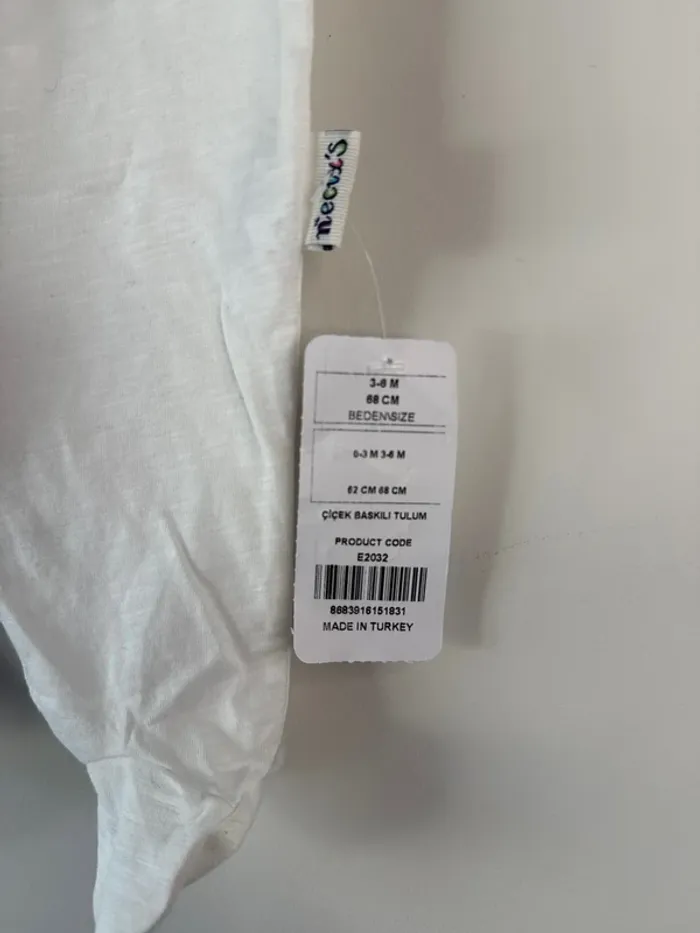 3-6 M
68 CM
BEDEN\SIZE
0-3 M 3-6 M
62 CM 68 CM
ÇİÇEK BASKILI TULUM
PRODUCT CODE
E2032
8683916151831
MADE IN TURKEY